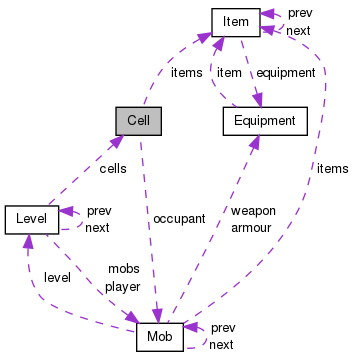 Item
prev
next
items
item
equipment
Cell
Equipment
cells
items
Level
prev
next
occupant
weapon
armour
level
mobs
player
Mob
prev
next